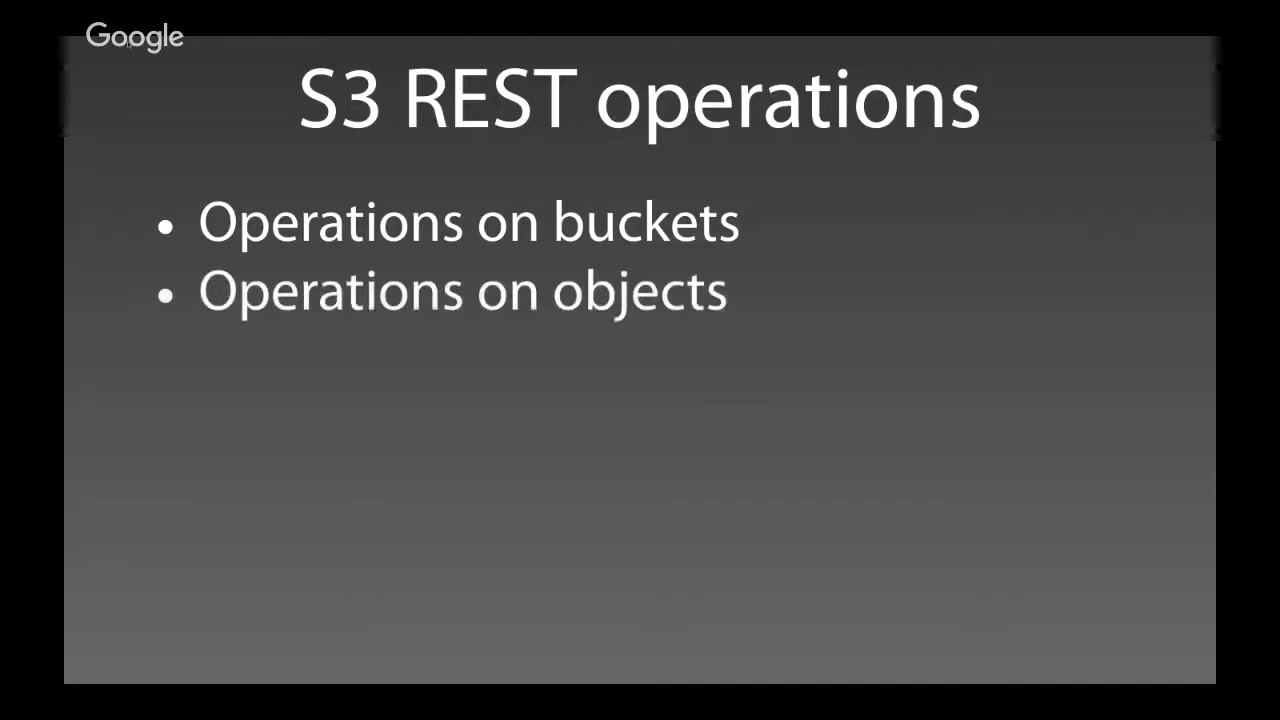 Google
S3 REST operations
• Operations on buckets
• Operations on objects